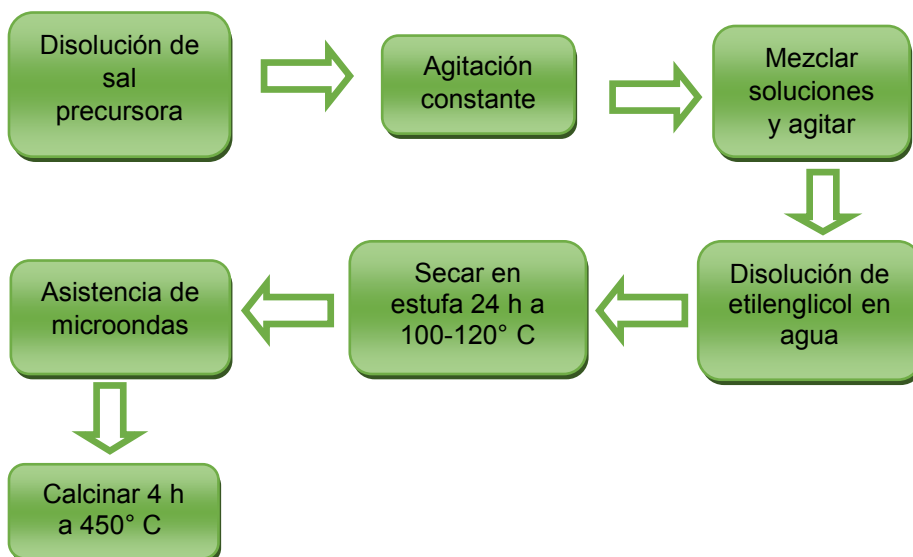 Disolución de
sal
precursora
Agitación
constante
Mezclar
soluciones
y agitar
Disolución de
etilenglicol en
agua
Secar en
estufa 24 h a
100-120° C
Asistencia de
microondas
Calcinar 4 h
a 450° C